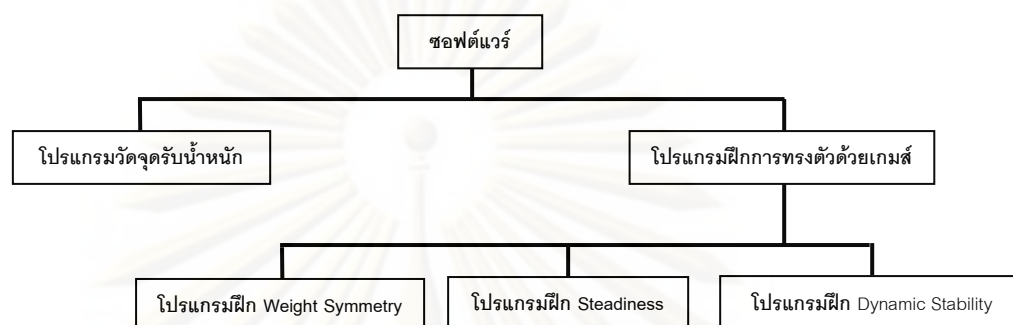 ซอฟต์แวร์
โปรแกรมวัดจุดรับน้ำหนัก
โปรแกรมฝึกการทรงตัวด้วยเกมส์
โปรแกรมฝึก Weight Symmetry
โปรแกรมฝึก Steadiness
โปรแกรมฝึก Dynamic Stability